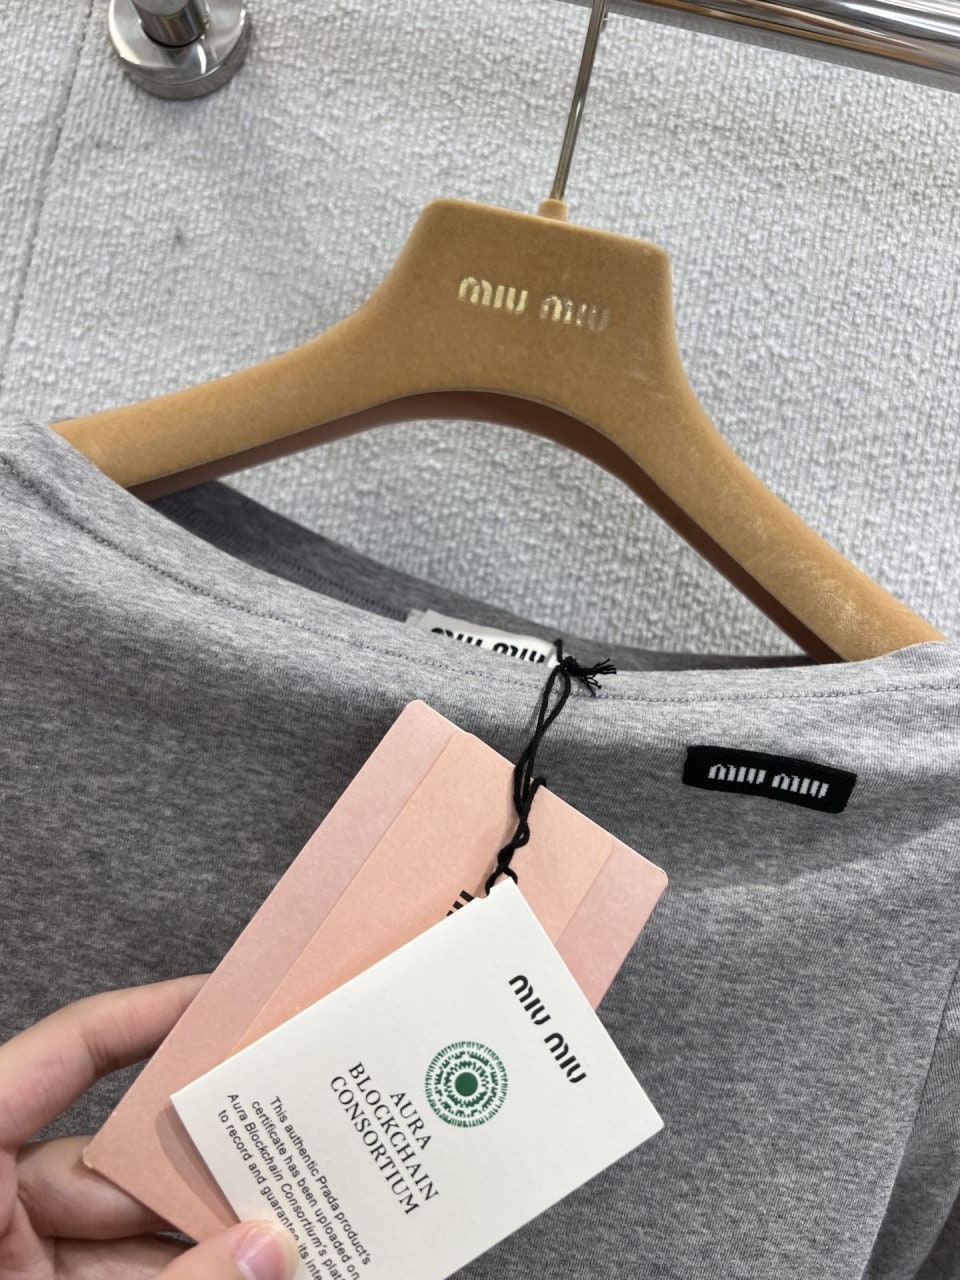 MIU MIU
MIU MIU
MIU MIU
MIU MIU
AURA
BLOCKCHAIN
CONSORTIUM
This authentic Prada product's
certificate has been uploaded on
Aura Blockchain Consortium's
to record and guarantee its